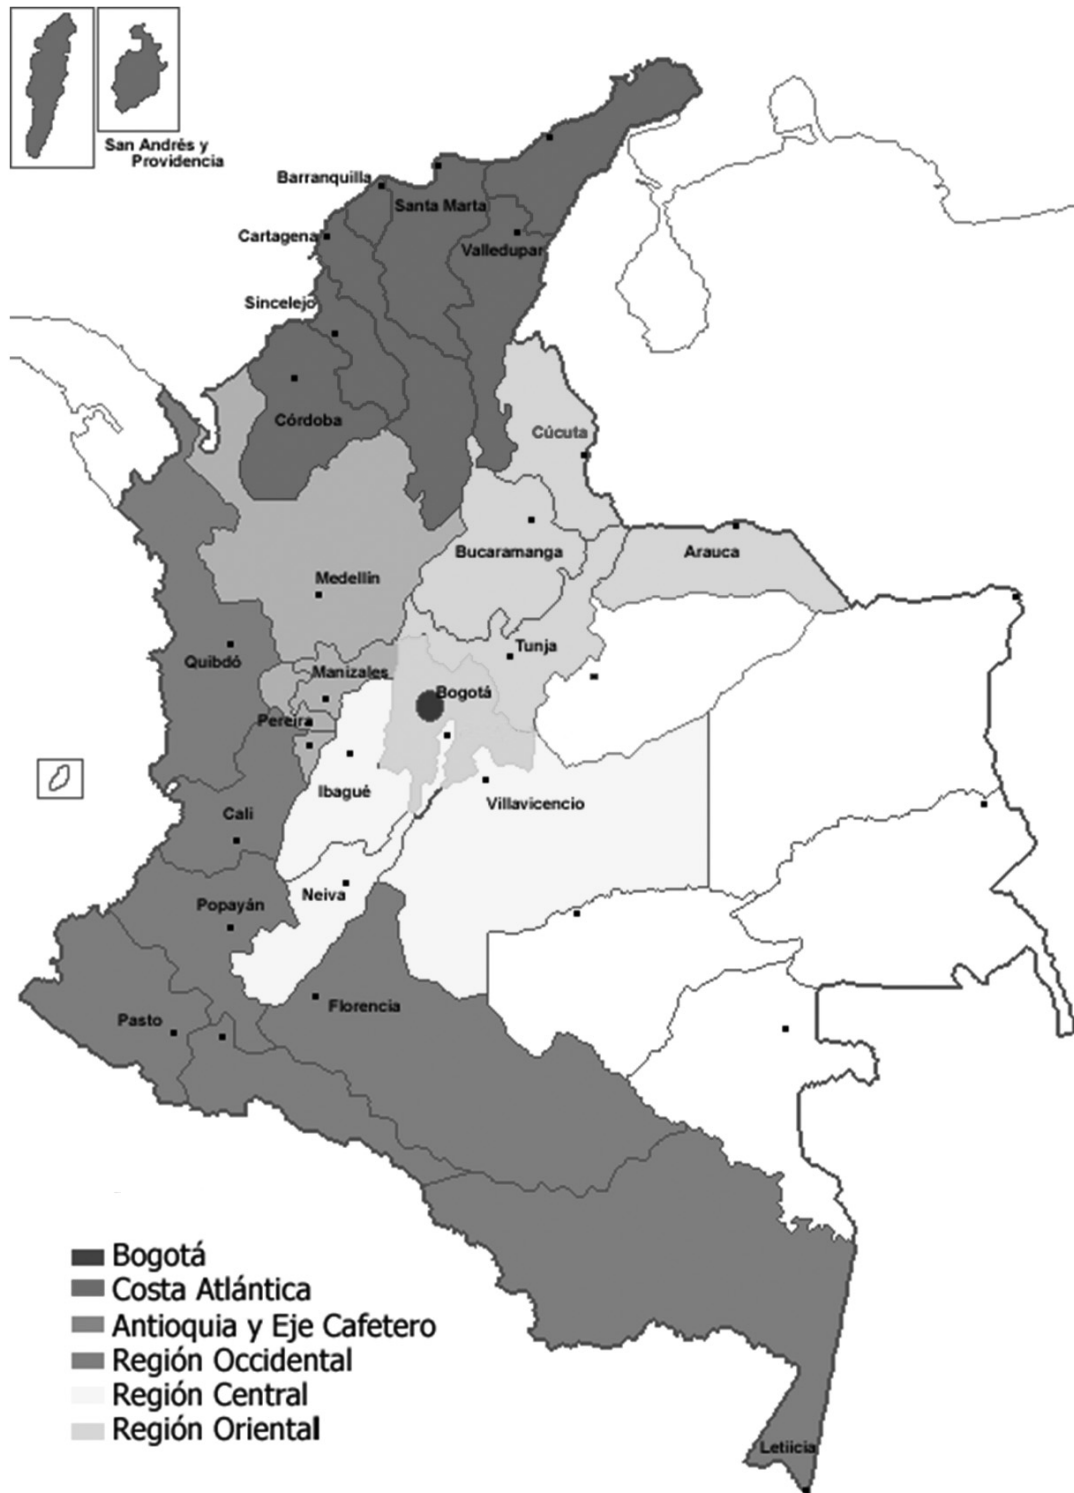 San Andrés y
Providencia
Barranquilla
Santa Marta
Cartagena
Valledupar
Sincelejo
Córdoba
Cúcuta
Bucaramanga
Arauca
Medellín
Tunja
Quibdó
Manizales
Bogotá
Pereira
Ibagué
Villavicencio
Cali
Neiva
Popayán
Florencia
Pasto
Bogotá
Costa Atlántica
Antioquia y Eje Cafetero
Región Occidental
Región Central
Región Oriental
Letiicia